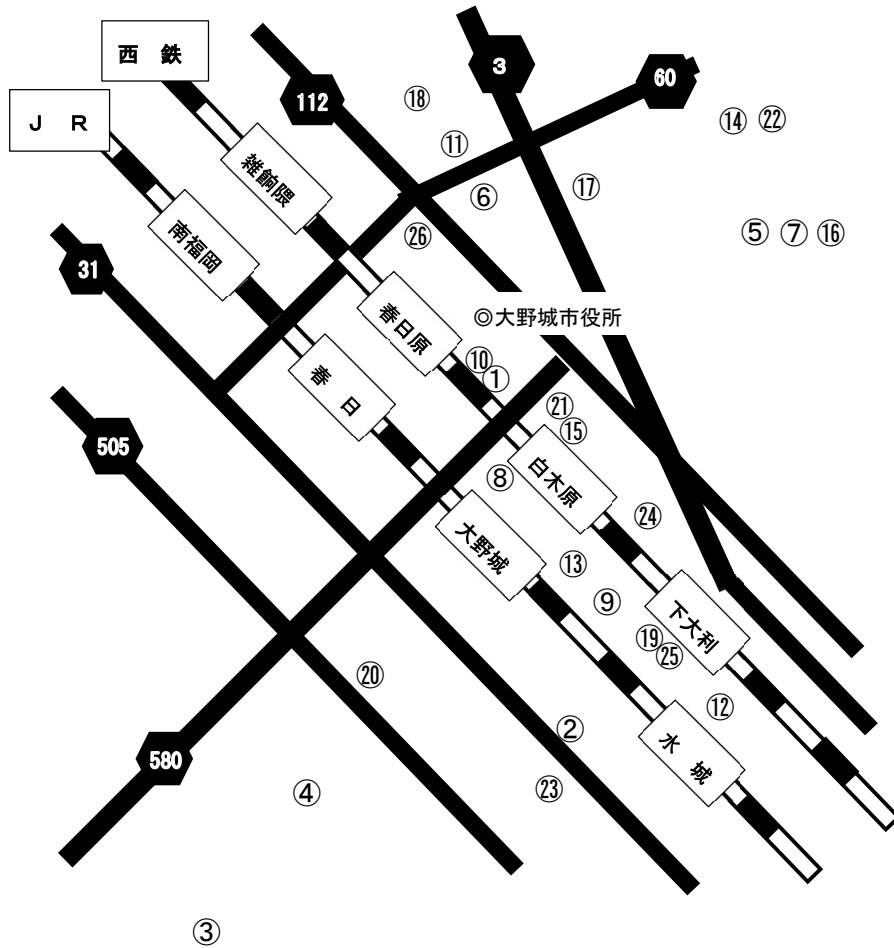 西 鉄
J R
112
3
60
⑱
⑭ ㉒
⑪
⑥
⑰
雑餉隈
南福岡
㉖
⑤ ⑦ ⑯
31
春日原
◎大野城市役所
春 日
⑩
①
㉑
⑮
505
白木原
⑧
㉔
大野城
⑬
⑨
下大利
⑲
㉕
⑳
⑫
②
水 城
580
④
㉓
③